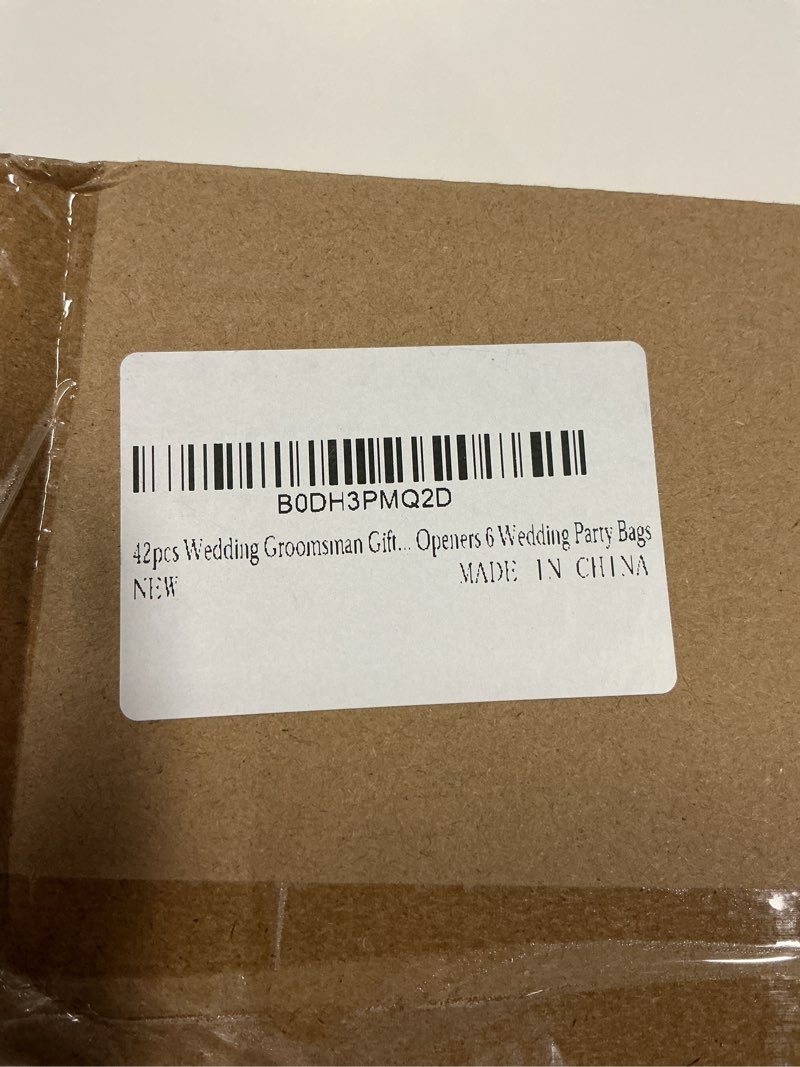 B0DH3PMQ2D
42pcs Wedding Groomsman Gift... Openers 6 Wedding Party Bags
NEW MADE IN CHINA